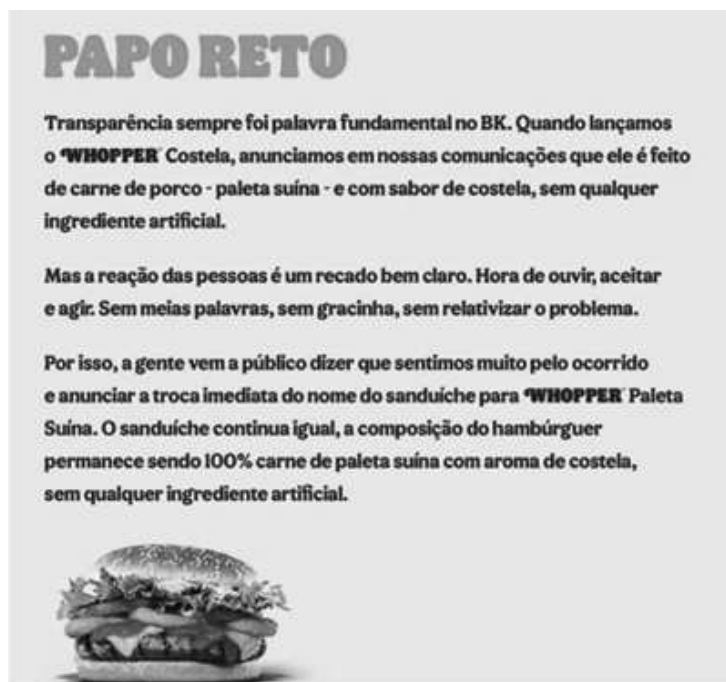 PAPO RETO
Transparência sempre foi palavra fundamental no BK. Quando lançamos
o WHOPPER Costela, anunciamos em nossas comunicações que ele é feito
de carne de porco - paleta suína - e com sabor de costela, sem qualquer
ingrediente artificial.
Mas a reação das pessoas é um recado bem claro. Hora de ouvir, aceitar
e agir. Sem meias palavras, sem gracinha, sem relativizar o problema.
Por isso, a gente vem a público dizer que sentimos muito pelo ocorrido
e anunciar a troca imediata do nome do sanduíche para WHOPPER Paleta
Suína. O sanduíche continua igual, a composição do hambúrguer
permanece sendo 100% carne de paleta suína com aroma de costela,
sem qualquer ingrediente artificial.